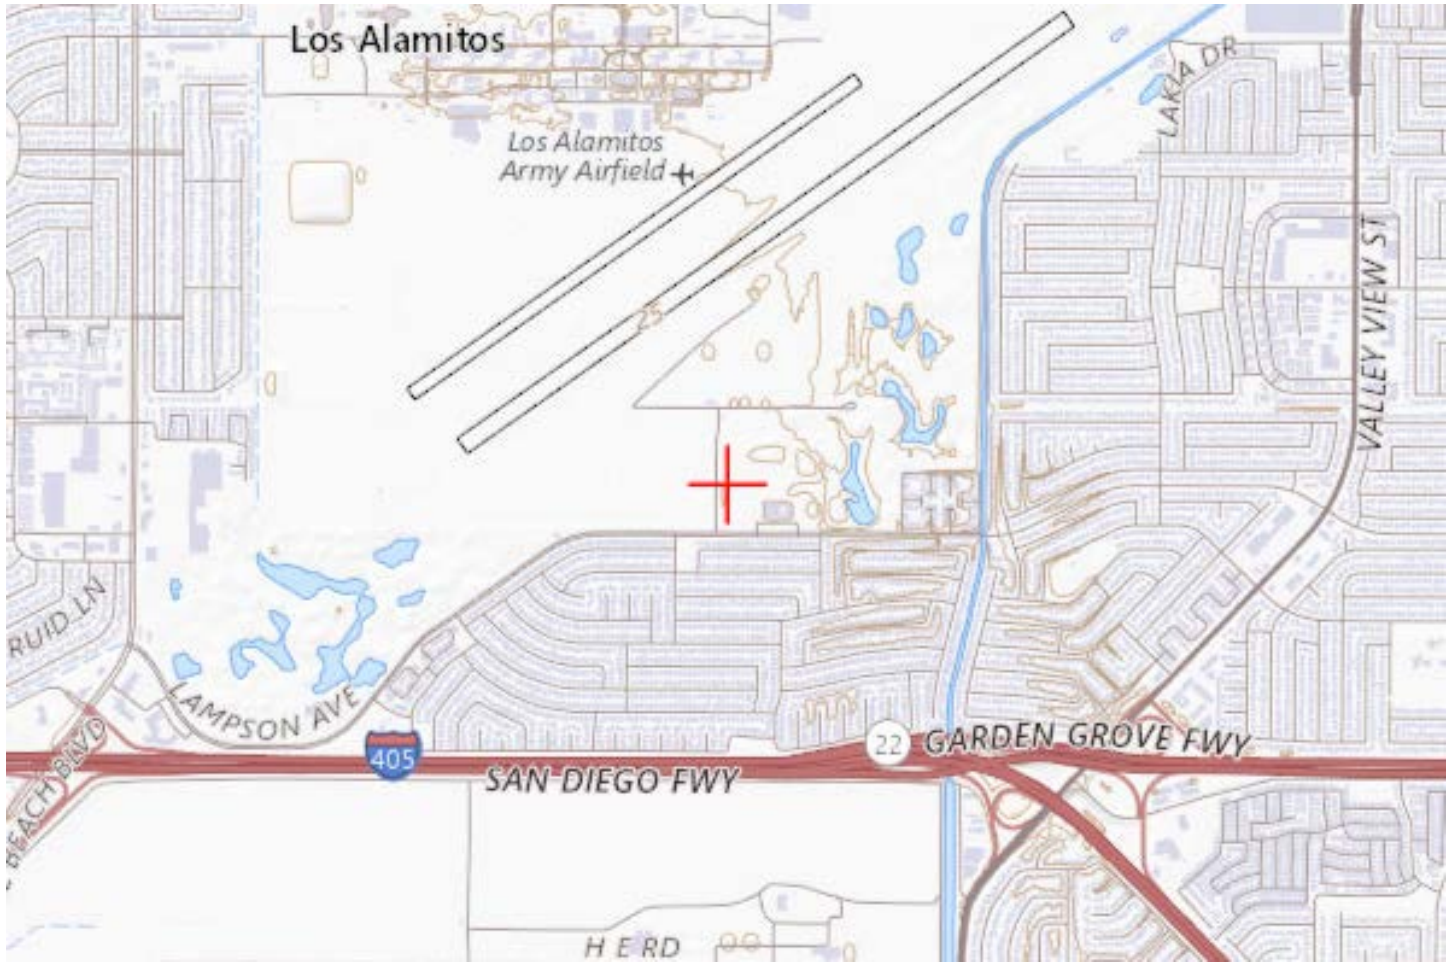 Los Alamitos
LAKIA DR
Los Alamitos
Army Airfield
VALLEY VIEW ST
RUID LN
LAMPSON AVE
BEACH BLVD
405
SAN DIEGO FWY
22
GARDEN GROVE FWY
H E RD